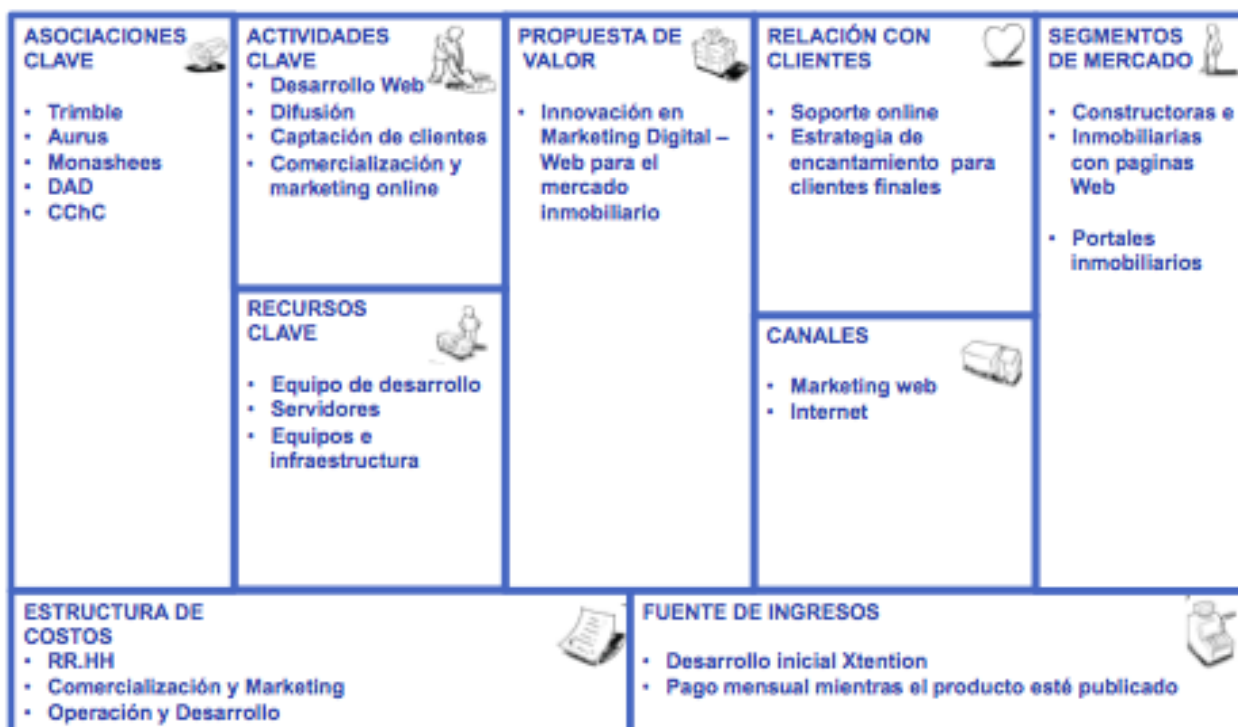 ASOCIACIONES
CLAVE
• Trimble
• Aurus
• Monashees
• DAD
• CChC
ACTIVIDADES
CLAVE
• Desarrollo Web
• Difusión
• Captación de clientes
• Comercialización y
marketing online
RECURSOS
CLAVE
• Equipo de desarrollo
• Servidores
• Equipos e
infraestructura
PROPUESTA DE
VALOR
• Innovación en
Marketing Digital –
Web para el
mercado
inmobiliario
RELACIÓN CON
CLIENTES
• Soporte online
• Estrategia de
encantamiento para
clientes finales
CANALES
• Marketing web
• Internet
SEGMENTOS
DE MERCADO
• Constructoras e
• Inmobiliarias
con paginas
Web
• Portales
inmobiliarios
ESTRUCTURA DE
COSTOS
• RR.HH
• Comercialización y Marketing
• Operación y Desarrollo
FUENTE DE INGRESOS
• Desarrollo inicial Xtention
• Pago mensual mientras el producto esté publicado